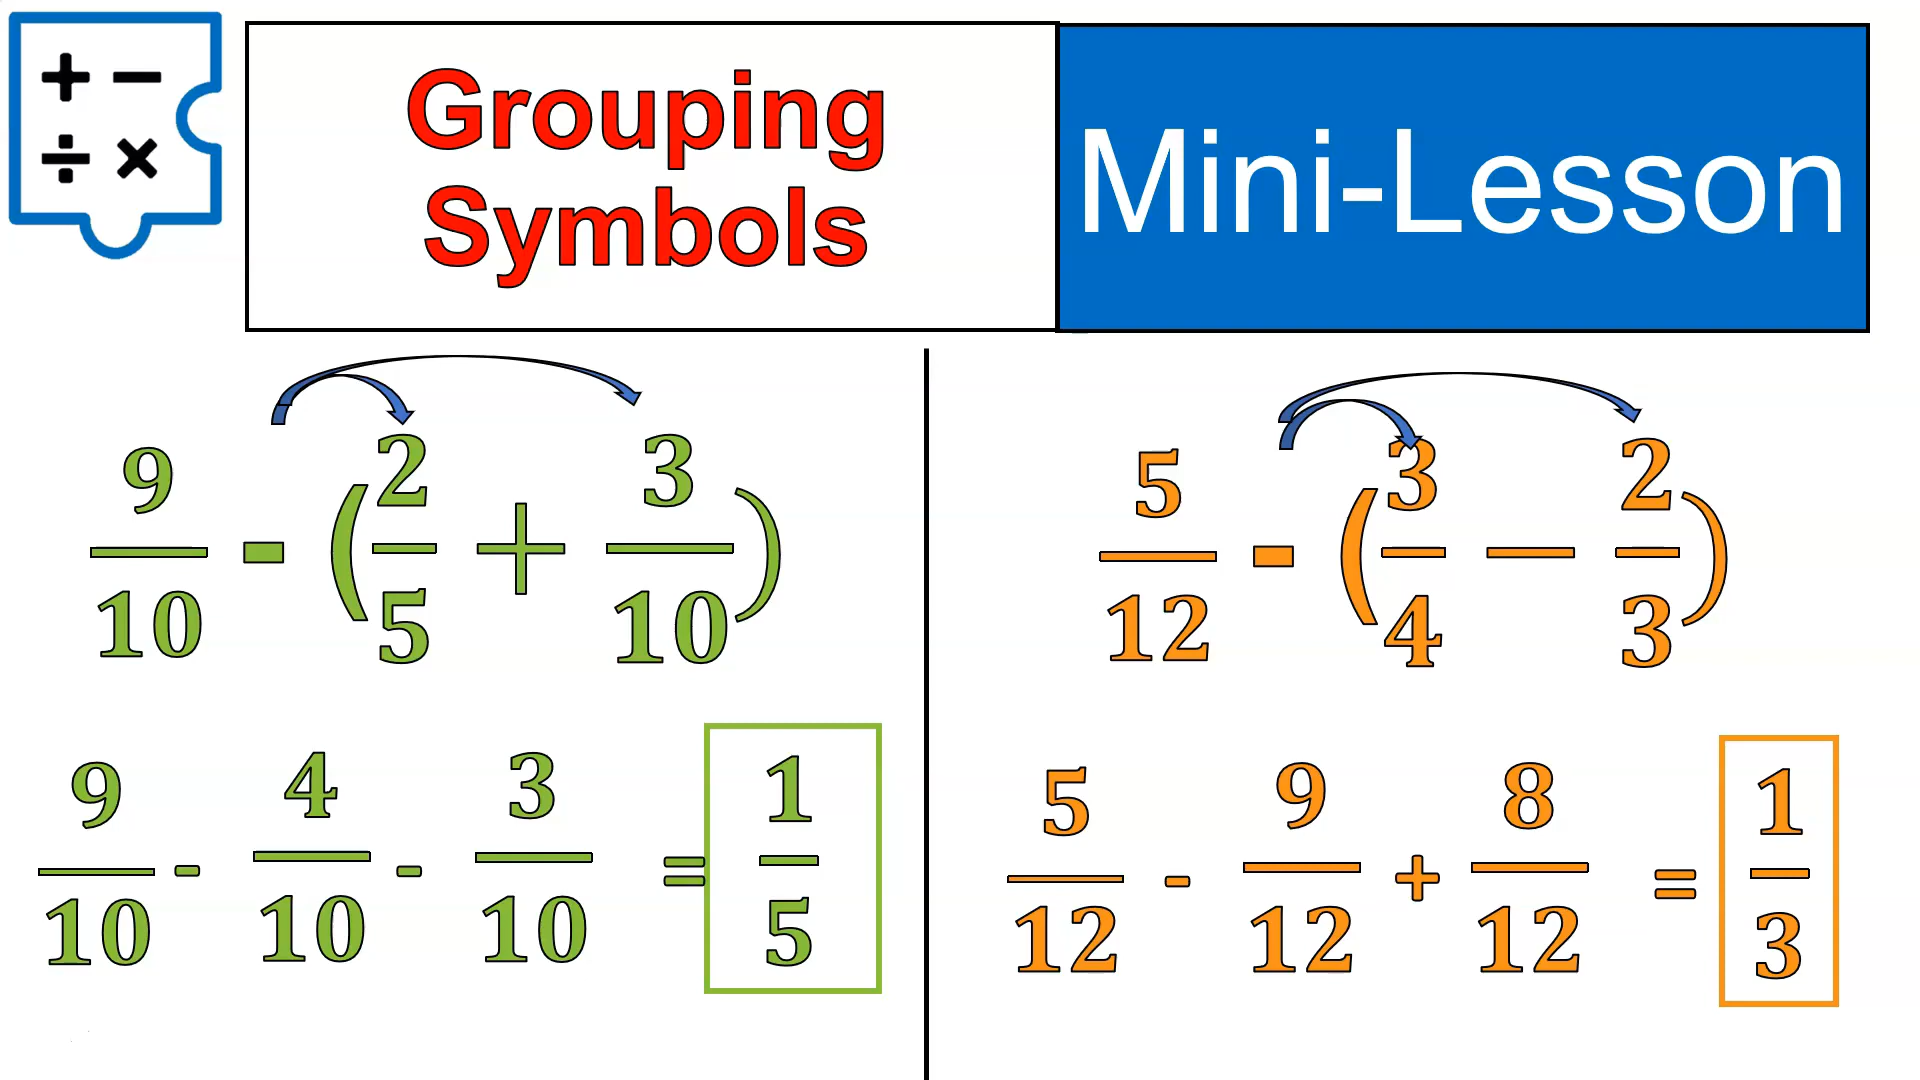 + −
÷ ×
Grouping
Symbols
Mini-Lesson
9/10 - (2/5 + 3/10)
9/10 - 4/10 - 3/10 = 1/5
5/12 - (3/4 − 2/3)
5/12 - 9/12 + 8/12 = 1/3